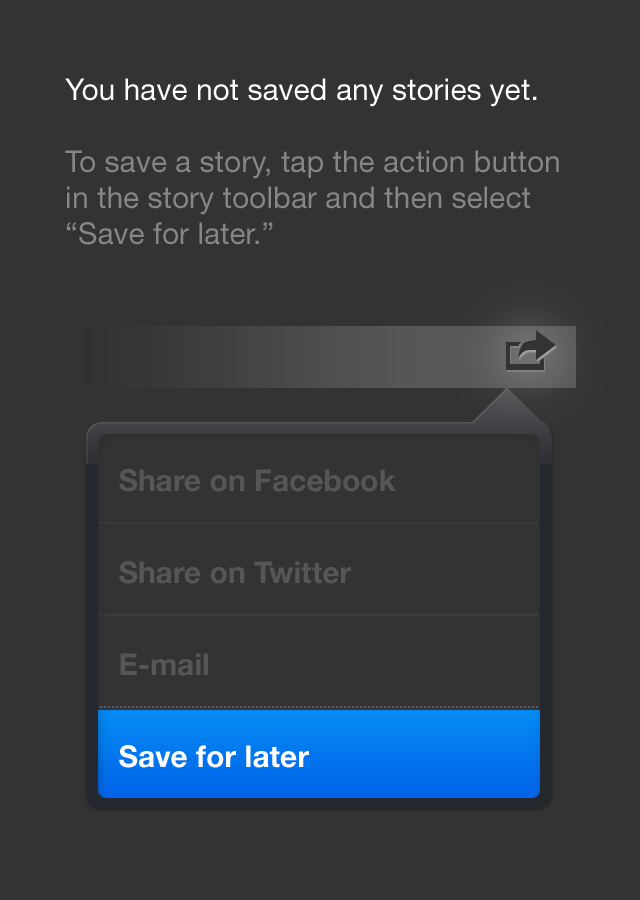 You have not saved any stories yet.
To save a story, tap the action button
in the story toolbar and then select
“Save for later.”
Share on Facebook
Share on Twitter
E-mail
Save for later